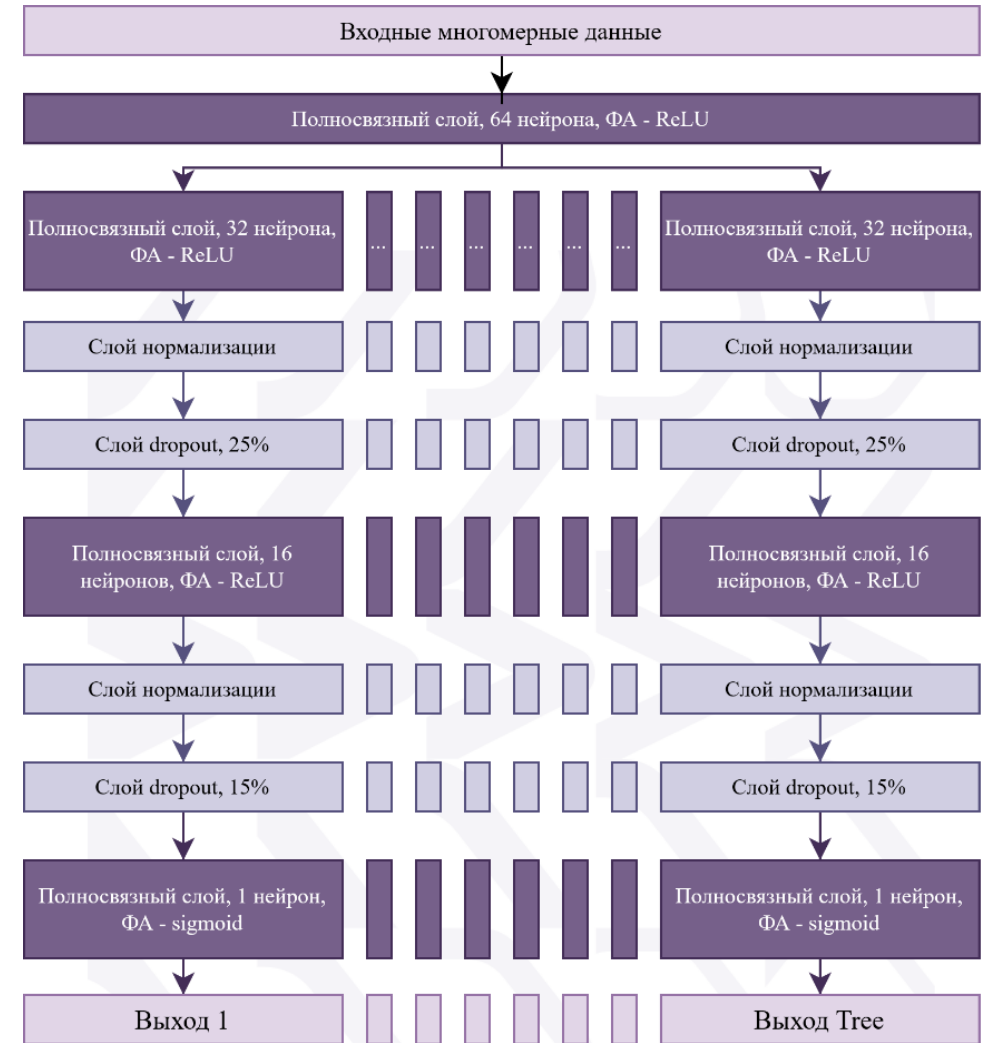 Входные многомерные данные
Полносвязный слой, 64 нейрона, ФА - ReLU
Полносвязный слой, 32 нейрона,
ФА - ReLU
...
...
...
...
...
...
Полносвязный слой, 32 нейрона,
ФА - ReLU
Слой нормализации
Слой нормализации
Слой dropout, 25%
Слой dropout, 25%
Полносвязный слой, 16
нейронов, ФА - ReLU
Полносвязный слой, 16
нейронов, ФА - ReLU
Слой нормализации
Слой нормализации
Слой dropout, 15%
Слой dropout, 15%
Полносвязный слой, 1 нейрон,
ФА - sigmoid
Полносвязный слой, 1 нейрон,
ФА - sigmoid
Выход 1
Выход Tree